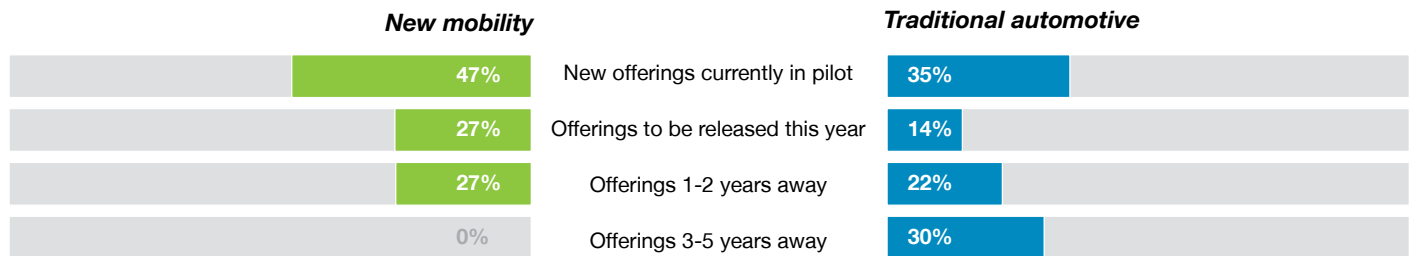 New mobility
Traditional automotive
47%
New offerings currently in pilot
35%
27%
Offerings to be released this year
14%
27%
Offerings 1-2 years away
22%
0%
Offerings 3-5 years away
30%